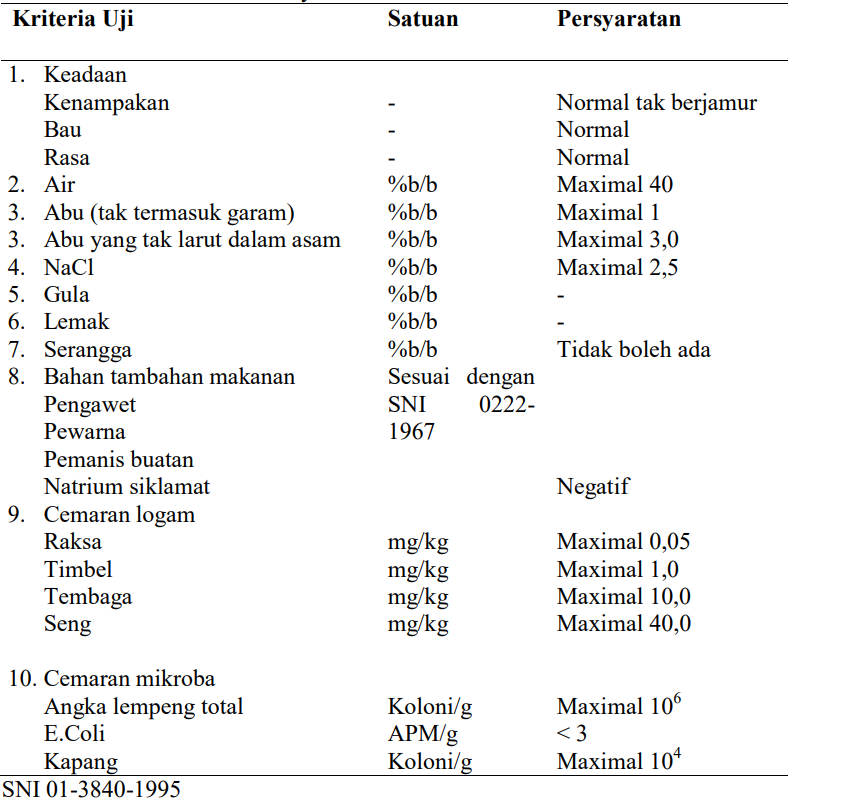 Kriteria Uji Satuan Persyaratan
1. Keadaan
Kenampakan - Normal tak berjamur
Bau - Normal
Rasa - Normal
2. Air %b/b Maximal 40
3. Abu (tak termasuk garam) %b/b Maximal 1
3. Abu yang tak larut dalam asam %b/b Maximal 3,0
4. NaCl %b/b Maximal 2,5
5. Gula %b/b -
6. Lemak %b/b -
7. Serangga %b/b Tidak boleh ada
8. Bahan tambahan makanan Sesuai dengan
Pengawet SNI 0222-
Pewarna 1967
Pemanis buatan
Natrium siklamat Negatif
9. Cemaran logam
Raksa mg/kg Maximal 0,05
Timbel mg/kg Maximal 1,0
Tembaga mg/kg Maximal 10,0
Seng mg/kg Maximal 40,0
10. Cemaran mikroba
Angka lempeng total Koloni/g Maximal 10⁶
E.Coli APM/g < 3
Kapang Koloni/g Maximal 10⁴
SNI 01-3840-1995